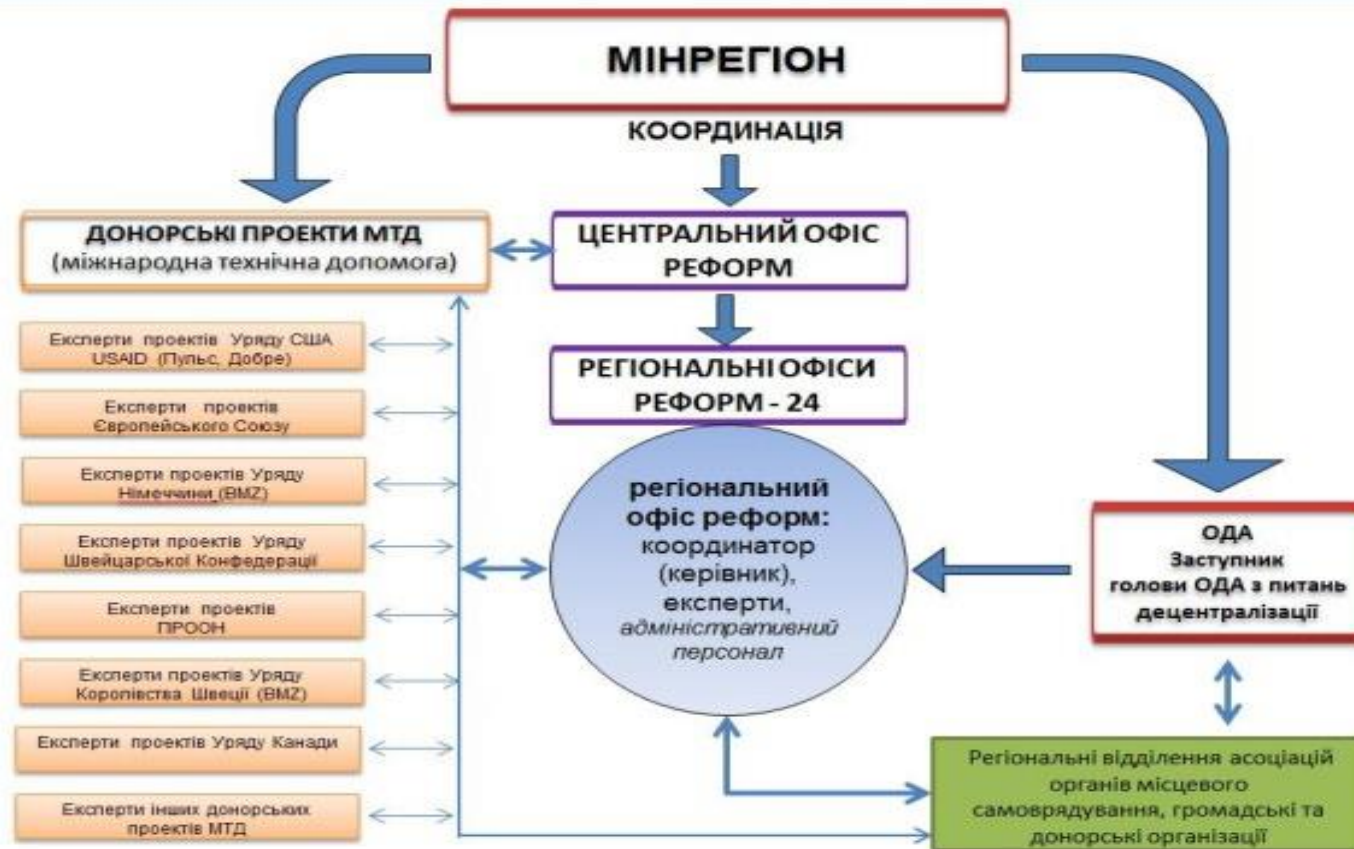 МІНРЕГІОН
КООРДИНАЦІЯ
ДОНОРСЬКІ ПРОЕКТИ МТД
(міжнародна технічна допомога)
ЦЕНТРАЛЬНИЙ ОФІС
РЕФОРМ
Експерти проектів Уряду США
USAID (Пульс, Добре)
Експерти проектів
Європейського Союзу
Експерти проектів Уряду
Німеччини (BMZ)
Експерти проектів Уряду
Швейцарської Конфедерації
Експерти проектів
ПРООН
Експерти проектів Уряду
Королівства Швеції (BMZ)
Експерти проектів Уряду Канади
Експерти інших донорських
проектів МТД
РЕГІОНАЛЬНІ ОФІСИ
РЕФОРМ - 24
регіональний
офіс реформ:
координатор
(керівник),
експерти,
адміністративний
персонал
ОДА
Заступник
голови ОДА з питань
децентралізації
Регіональні відділення асоціацій
органів місцевого
самоврядування, громадські та
донорські організації